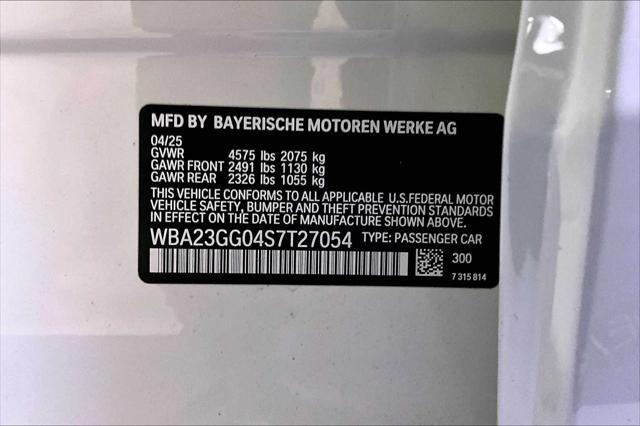 MFD BY BAYERISCHE MOTOREN WERKE AG
04/25
GVWR 4575 lbs 2075 kg
GAWR FRONT 2491 lbs 1130 kg
GAWR REAR 2326 lbs 1055 kg
THIS VEHICLE CONFORMS TO ALL APPLICABLE U.S.FEDERAL MOTOR
VEHICLE SAFETY, BUMPER AND THEFT PREVENTION STANDARDS
IN EFFECT ON THE DATE OF MANUFACTURE SHOWN ABOVE.
WBA23GG04S7T27054 TYPE: PASSENGER CAR
300
7 315 814